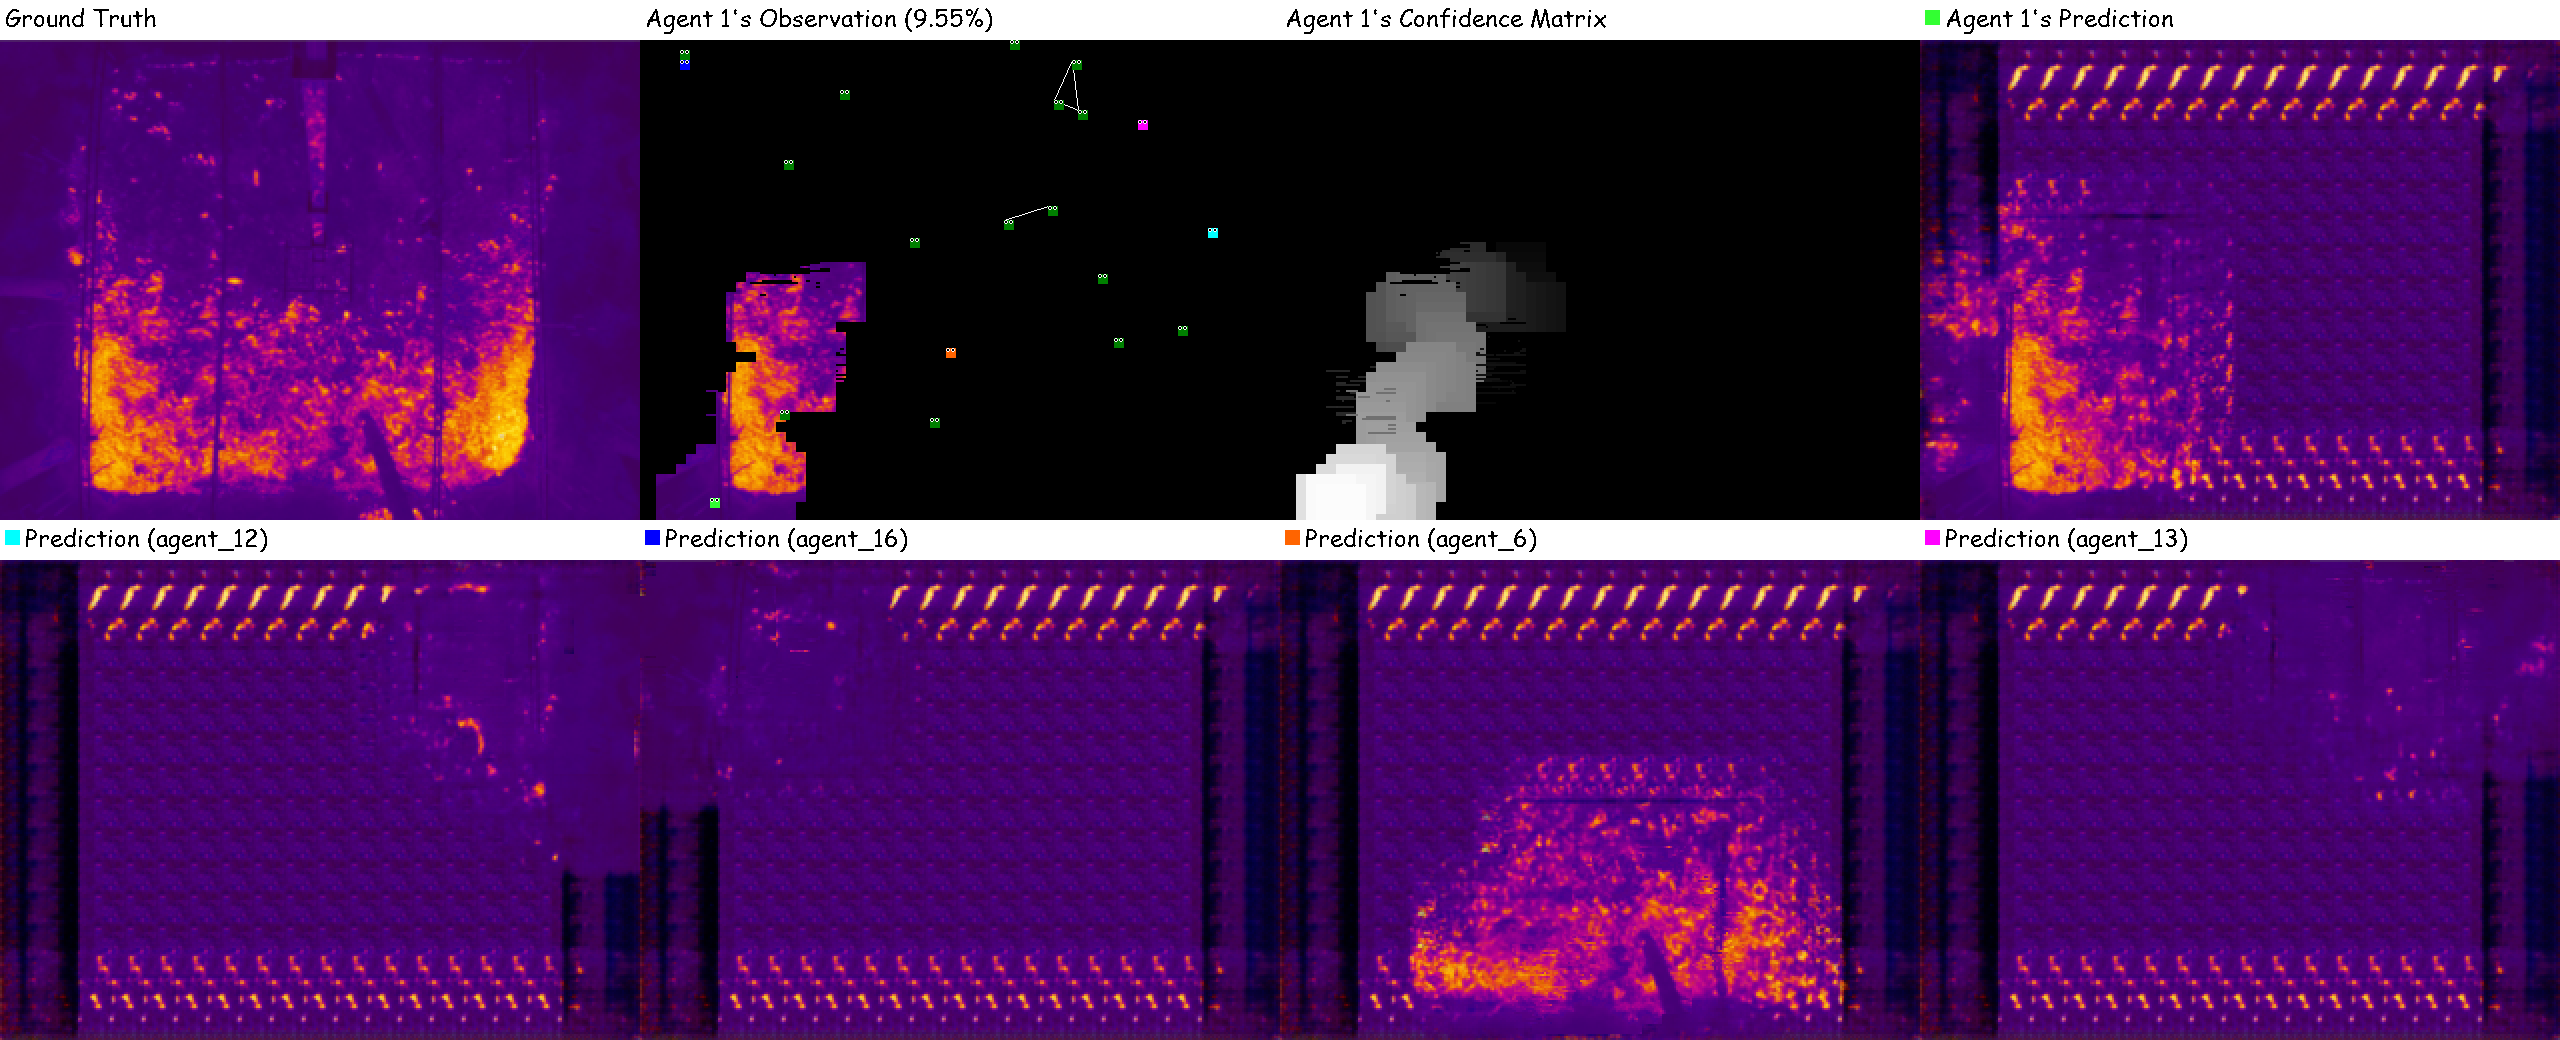 Ground Truth
Agent 1's Observation (9.55%)
Agent 1's Confidence Matrix
Agent 1's Prediction
Prediction (agent_12)
Prediction (agent_16)
Prediction (agent_6)
Prediction (agent_13)